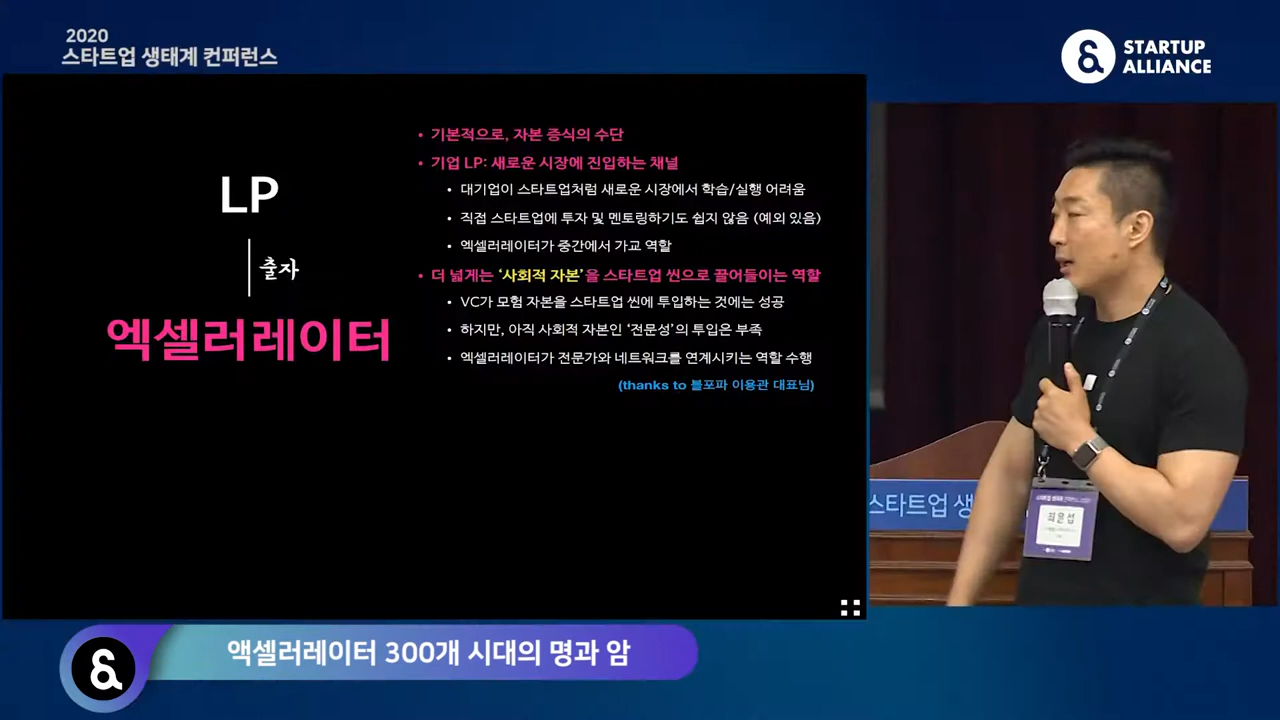 2020
스타트업 생태계 컨퍼런스
STARTUP
ALLIANCE
LP
출자
엑셀러레이터
• 기본적으로, 자본 증식의 수단
• 기업 LP: 새로운 시장에 진입하는 채널
• 대기업이 스타트업처럼 새로운 시장에서 학습/실행 어려움
• 직접 스타트업에 투자 및 멘토링하기도 쉽지 않음 (예외 있음)
• 엑셀러레이터가 중간에서 가교 역할
• 더 넓게는 ‘사회적 자본’을 스타트업 씬으로 끌어들이는 역할
• VC가 모험 자본을 스타트업 씬에 투입하는 것에는 성공
• 하지만, 아직 사회적 자본인 ‘전문성’의 투입은 부족
• 엑셀러레이터가 전문가와 네트워크를 연계시키는 역할 수행
(thanks to 블포파 이용관 대표님)
스타트업 생
최윤섭
액셀러레이터 300개 시대의 명과 암